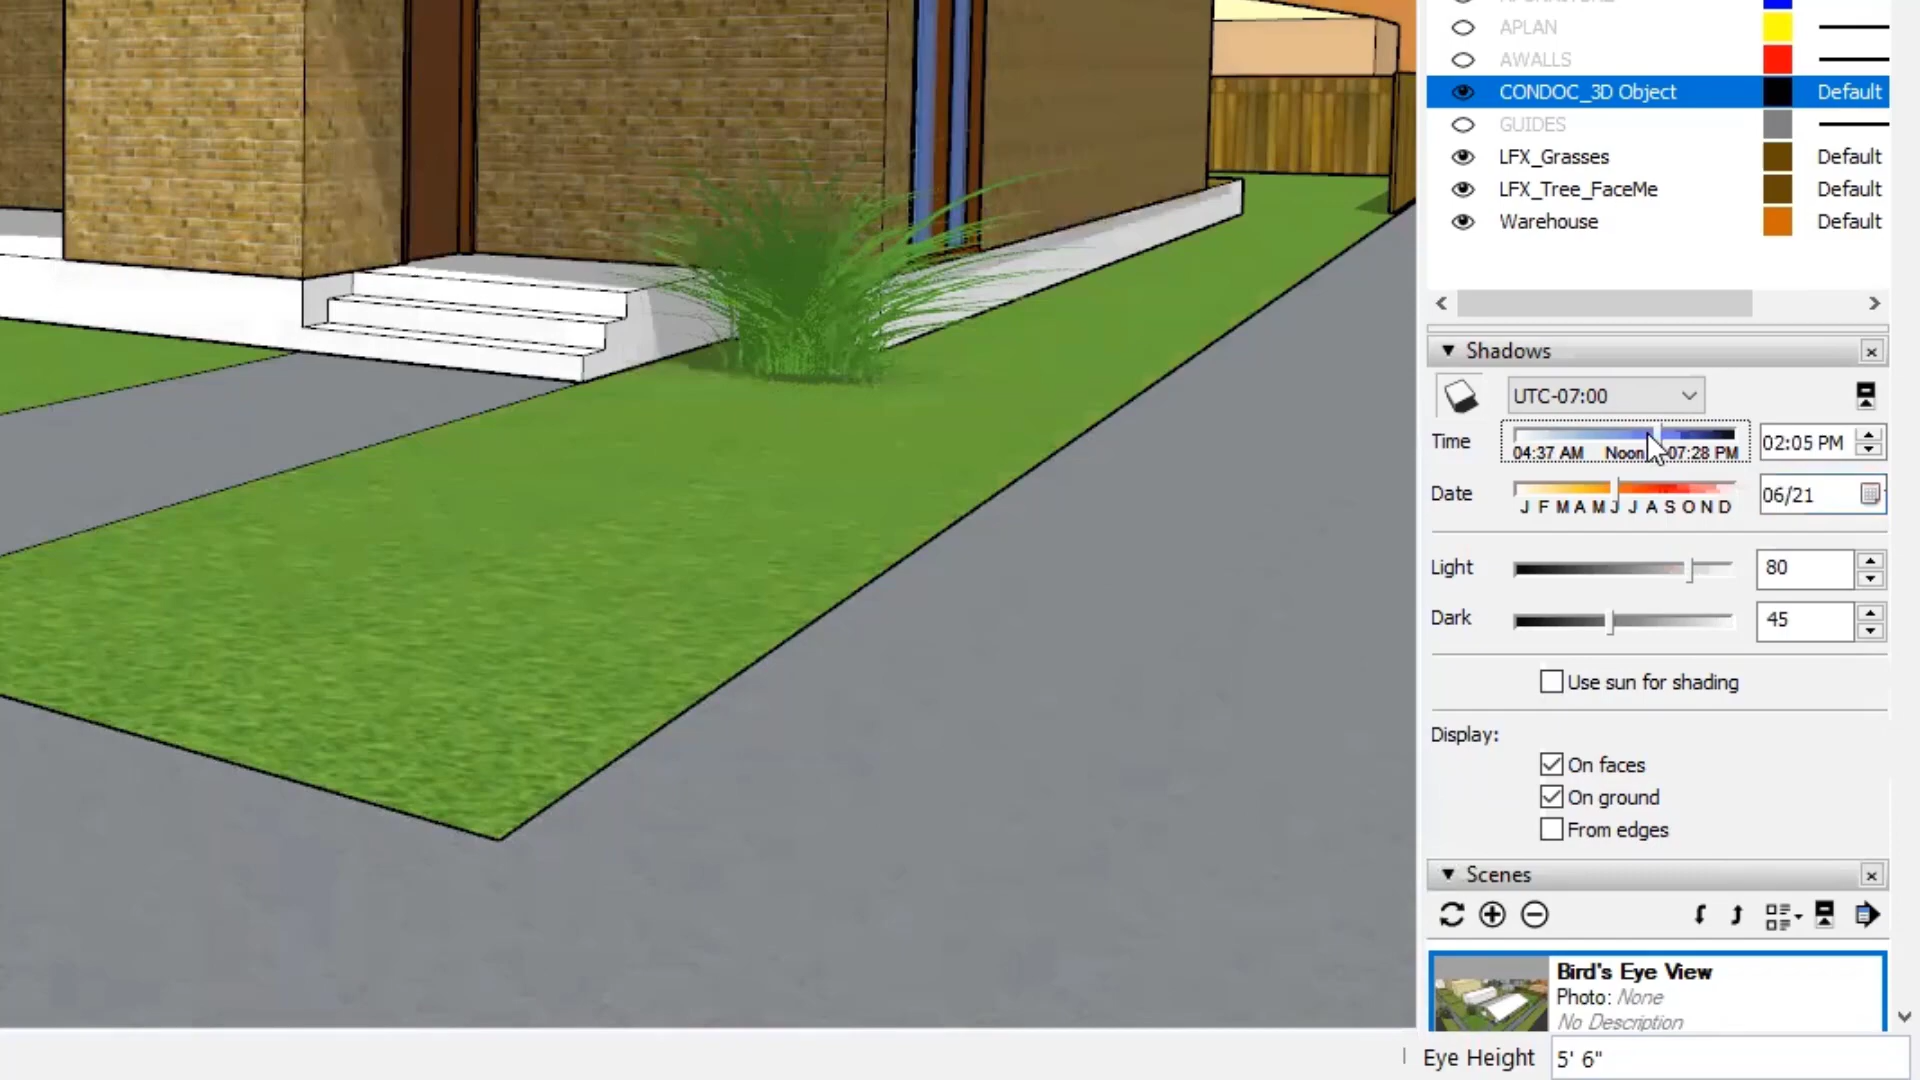 APLAN
AWALLS
CONDOC_3D Object Default
GUIDES
LFX_Grasses Default
LFX_Tree_FaceMe Default
Warehouse Default
Shadows
UTC-07:00
Time 04:37 AM Noon 07:28 PM 02:05 PM
Date J F M A M J J A S O N D 06/21
Light 80
Dark 45
Use sun for shading
Display:
On faces
On ground
From edges
Scenes
Bird's Eye View
Photo: None
No Description
Eye Height 5' 6"